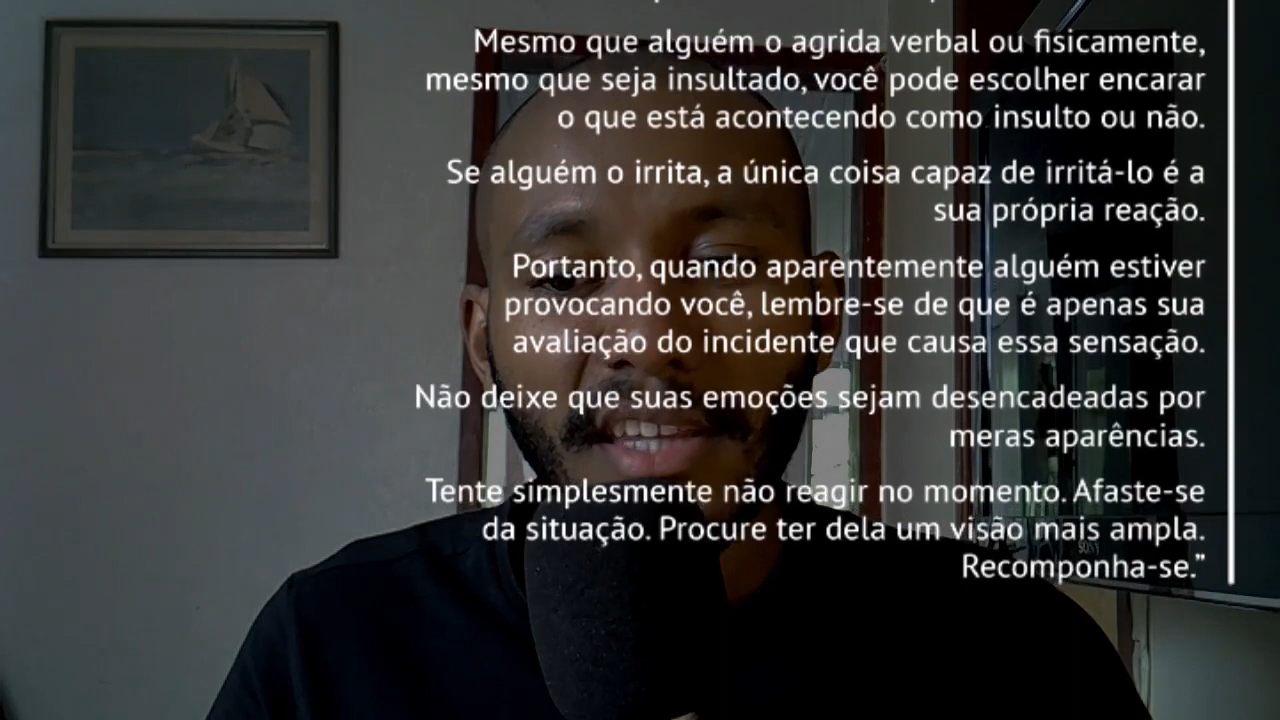 Mesmo que alguém o agrida verbal ou fisicamente,
mesmo que seja insultado, você pode escolher encarar
o que está acontecendo como insulto ou não.
Se alguém o irrita, a única coisa capaz de irritá-lo é a
sua própria reação.
Portanto, quando aparentemente alguém estiver
provocando você, lembre-se de que é apenas sua
avaliação do incidente que causa essa sensação.
Não deixe que suas emoções sejam desencadeadas por
meras aparências.
Tente simplesmente não reagir no momento. Afaste-se
da situação. Procure ter dela um visão mais ampla.
Recomponha-se.”